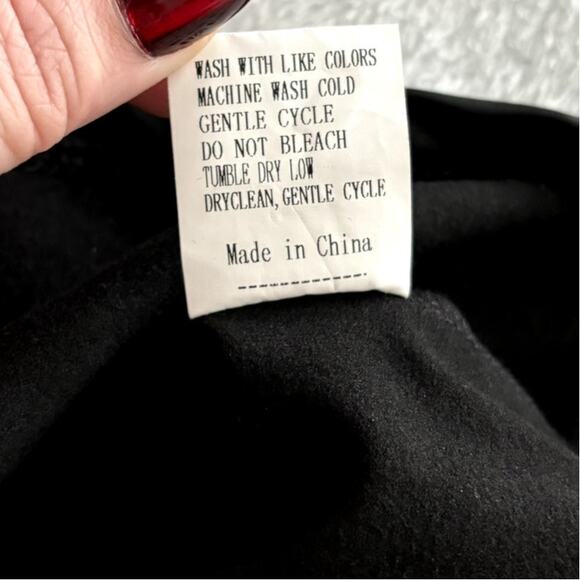 WASH WITH LIKE COLORS
MACHINE WASH COLD
GENTLE CYCLE
DO NOT BLEACH
TUMBLE DRY LOW
DRYCLEAN, GENTLE CYCLE
Made in China